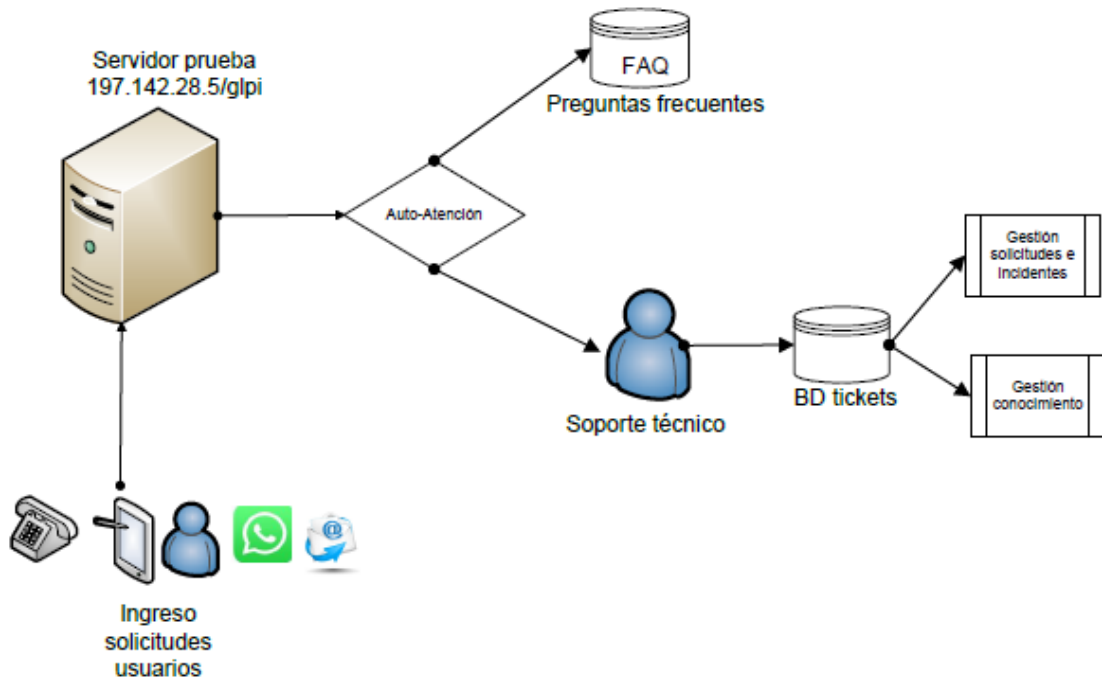 Servidor prueba
197.142.28.5/glpi
FAQ
Preguntas frecuentes
Auto-Atención
Gestión
solicitudes e
Incidentes
Soporte técnico
BD tickets
Gestión
conocimiento
@
Ingreso
solicitudes
usuarios